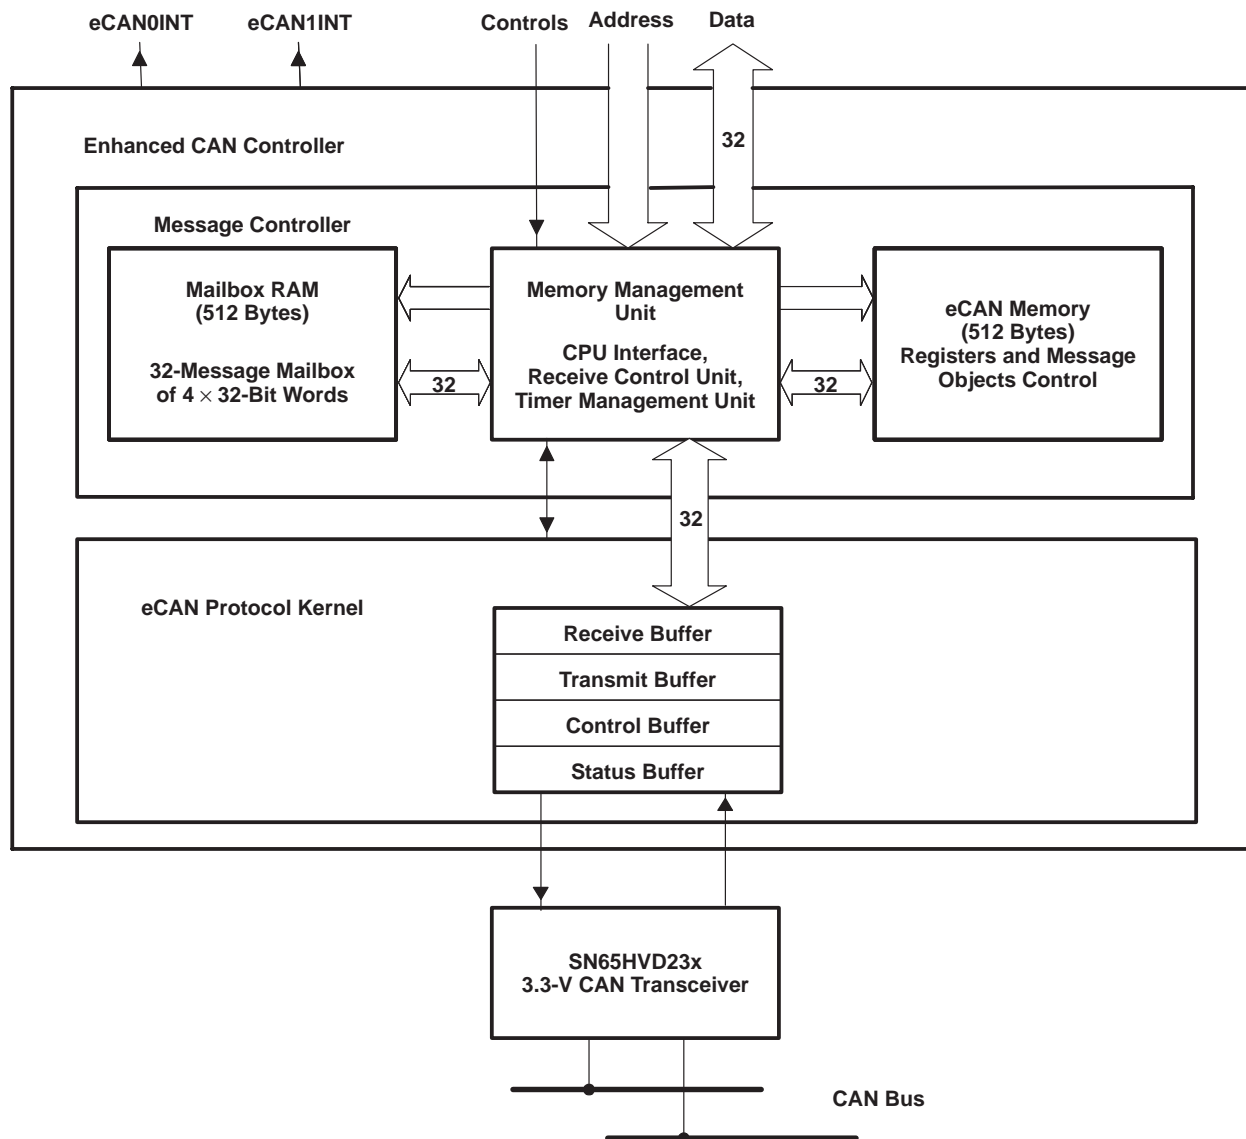 eCAN0INT eCAN1INT Controls Address Data
32
Enhanced CAN Controller
Message Controller
Mailbox RAM
(512 Bytes)
32-Message Mailbox
of 4 × 32-Bit Words
32
Memory Management
Unit
CPU Interface,
Receive Control Unit,
Timer Management Unit
32
eCAN Memory
(512 Bytes)
Registers and Message
Objects Control
32
eCAN Protocol Kernel
Receive Buffer
Transmit Buffer
Control Buffer
Status Buffer
SN65HVD23x
3.3-V CAN Transceiver
CAN Bus